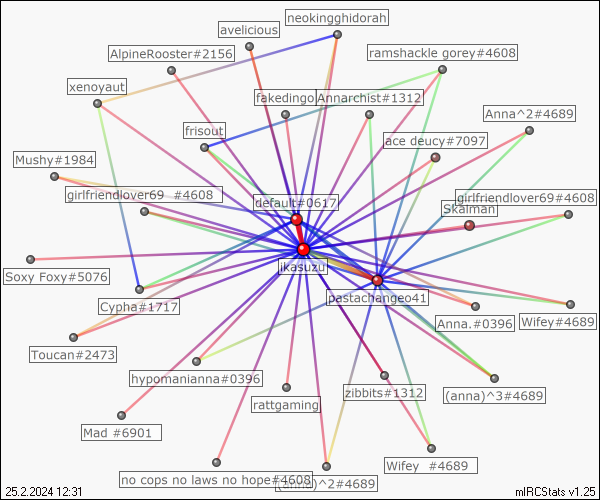 neokingghidorah
avelicious
AlpineRooster#2156
ramshackle gorey#4608
xenoyaut
fakedingo
Annarchist#1312
Anna^2#4689
frisout
ace deucy#7097
Mushy#1984
girlfriendlover69 #4608
default#0617
girlfriendlover69#4608
Skalman
ikasuzu
Soxy Foxy#5076
pastachangeo41
Cypha#1717
Anna.#0396
Wifey#4689
Toucan#2473
hypomanianna#0396
zibbits#1312
(anna)^3#4689
rattgaming
Mad #6901
Wifey #4689
no cops no laws no hope#4608
(anna)^2#4689
25.2.2024 12:31
mIRCStats v1.25